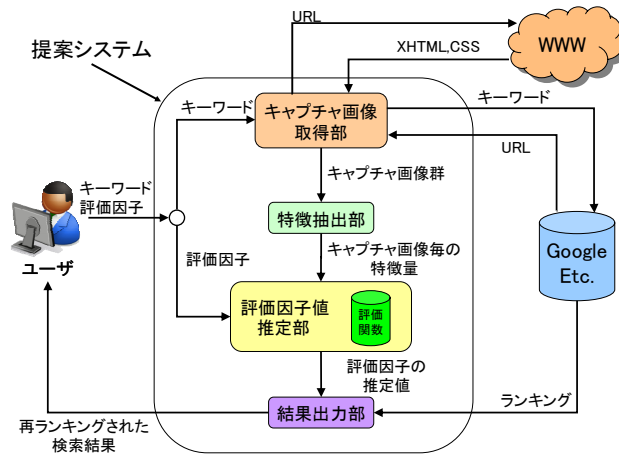 URL
WWW
XHTML,CSS
提案システム
キーワード
キャプチャ画像
取得部
キーワード
URL
キャプチャ画像群
キーワード
評価因子
特徴抽出部
ユーザ
評価因子
キャプチャ画像毎の
特徴量
Google
Etc.
評価因子値
推定部
評価
関数
評価因子の
推定値
ランキング
結果出力部
再ランキングされた
検索結果